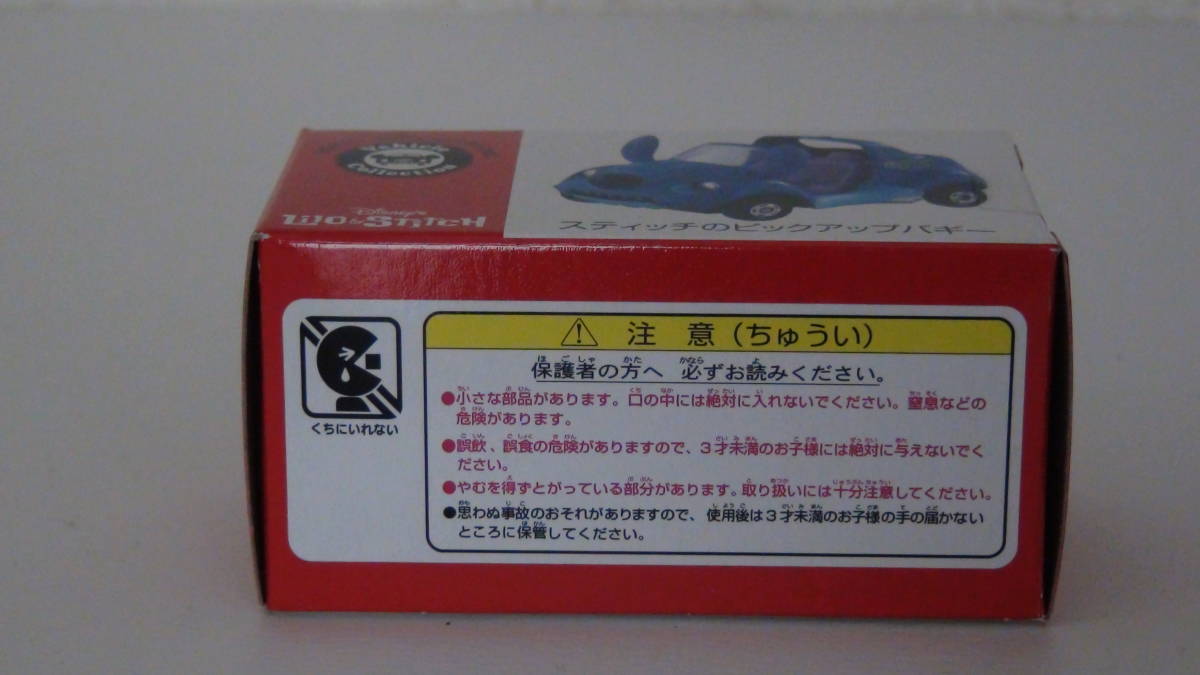 Vehicle
Collection
Disney's
LILO & STITCH
スティッチのピックアップバギー
注 意 (ちゅうい)
保護者の方へ 必ずお読みください。
●小さな部品があります。口の中には絶対に入れないでください。窒息などの
危険があります。
●誤飲、誤食の危険がありますので、3才未満のお子様には絶対に与えないでく
ださい。
●やむを得ずとがっている部分があります。取り扱いには十分注意してください。
●思わぬ事故のおそれがありますので、使用後は3才未満のお子様の手の届かない
ところに保管してください。
くちにいれない